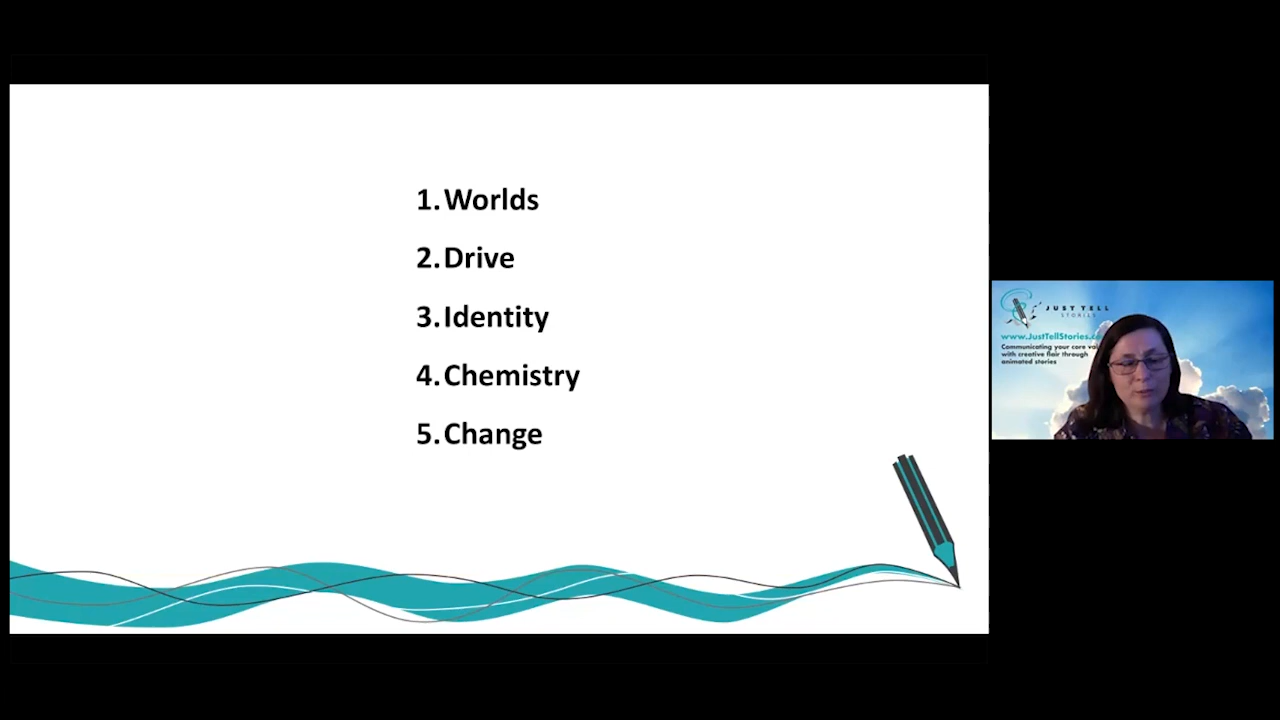 1. Worlds
2. Drive
3. Identity
4. Chemistry
5. Change
JUST TELL
STORIES
www.JustTellStories.co
Communicating your core
with creative flair through
animated stories